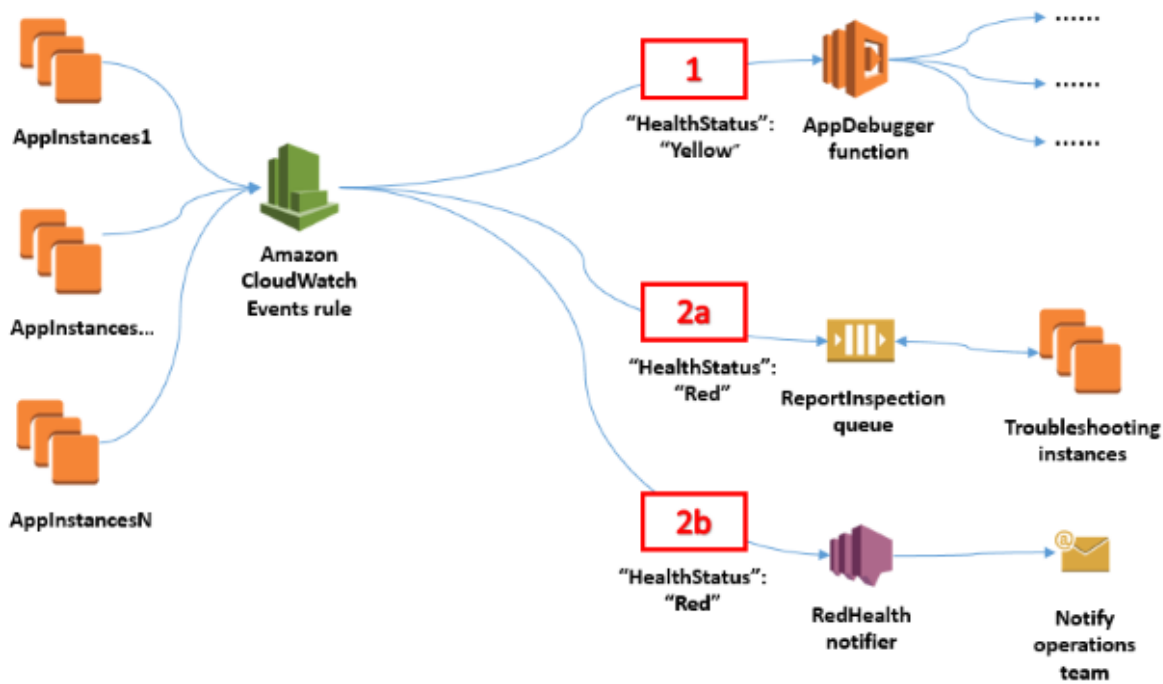 AppInstances1
AppInstances...
AppInstancesN
Amazon
CloudWatch
Events rule
1
“HealthStatus”:
“Yellow”
AppDebugger
function
......
......
......
2a
“HealthStatus”:
“Red”
ReportInspection
queue
Troubleshooting
instances
2b
“HealthStatus”:
“Red”
RedHealth
notifier
@
Notify
operations
team